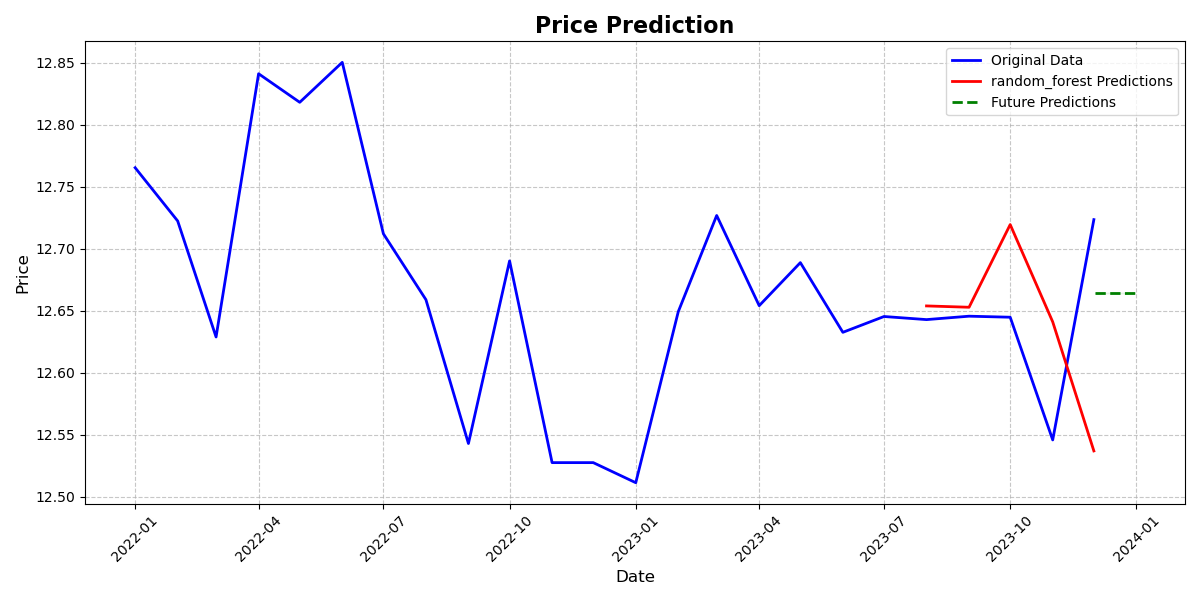 Price Prediction
Original Data
random_forest Predictions
Future Predictions
12.85
12.80
12.75
12.70
12.65
12.60
12.55
12.50
Price
2022-01
2022-04
2022-07
2022-10
2023-01
2023-04
2023-07
2023-10
2024-01
Date